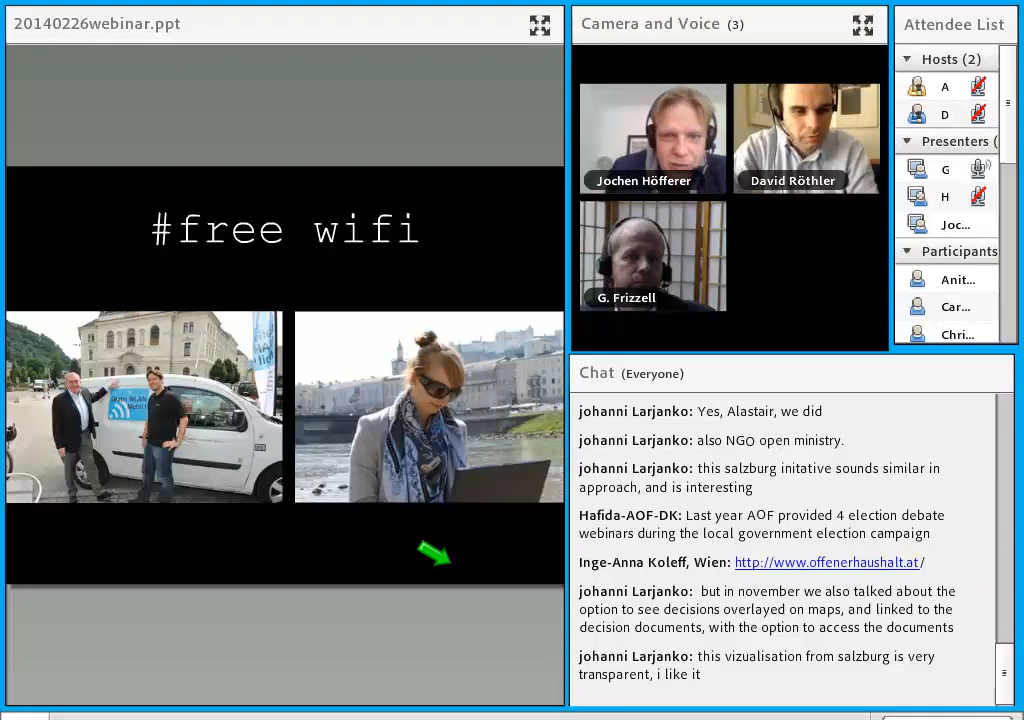 20140226webinar.ppt
#free wifi
Gratis WLAN
Camera and Voice (3)
Jochen Höfferer
David Röthler
G. Frizzell
Attendee List
Hosts (2)
A
D
Presenters (
G
H
Joc...
Participants
Anit...
Car...
Chri...
Chat (Everyone)
johanni Larjanko: Yes, Alastair, we did
johanni Larjanko: also NGO open ministry.
johanni Larjanko: this salzburg initative sounds similar in
approach, and is interesting
Hafida-AOF-DK: Last year AOF provided 4 election debate
webinars during the local government election campaign
Inge-Anna Koleff, Wien: http://www.offenerhaushalt.at/
johanni Larjanko: but in november we also talked about the
option to see decisions overlayed on maps, and linked to the
decision documents, with the option to access the documents
johanni Larjanko: this vizualisation from salzburg is very
transparent, i like it